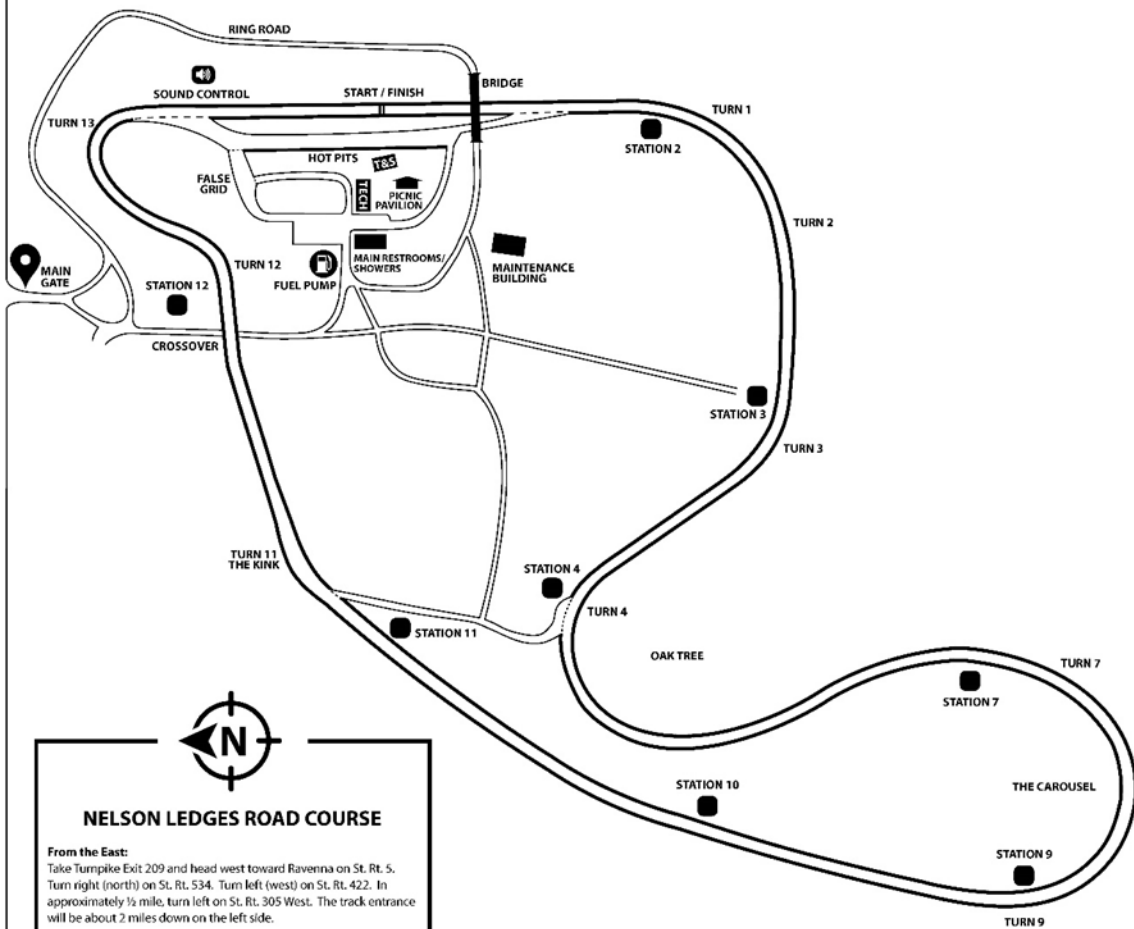 RING ROAD
SOUND CONTROL
START / FINISH
BRIDGE
TURN 1
TURN 13
STATION 2
HOT PITS
T&S
FALSE
GRID
TECH
PICNIC
PAVILION
TURN 2
MAIN
GATE
TURN 12
MAIN RESTROOMS/
SHOWERS
MAINTENANCE
BUILDING
STATION 12
FUEL PUMP
CROSSOVER
STATION 3
TURN 3
TURN 11
THE KINK
STATION 4
TURN 4
STATION 11
OAK TREE
TURN 7
STATION 7
N
STATION 10
THE CAROUSEL
NELSON LEDGES ROAD COURSE
From the East:
Take Turnpike Exit 209 and head west toward Ravenna on St. Rt. 5.
Turn right (north) on St. Rt. 534. Turn left (west) on St. Rt. 422. In
approximately ½ mile, turn left on St. Rt. 305 West. The track entrance
will be about 2 miles down on the left side.
STATION 9
TURN 9